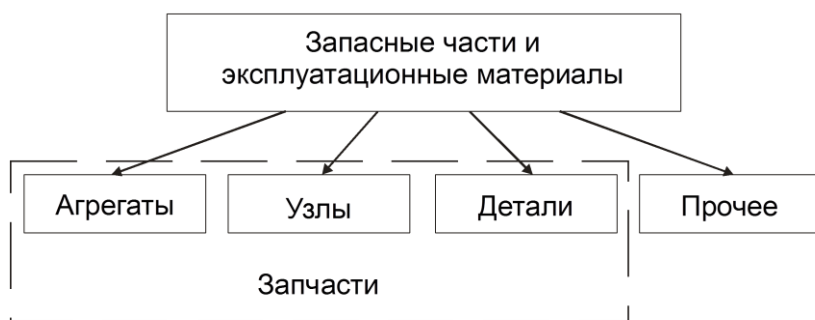 Запасные части и
эксплуатационные материалы
Агрегаты
Узлы
Детали
Прочее
Запчасти